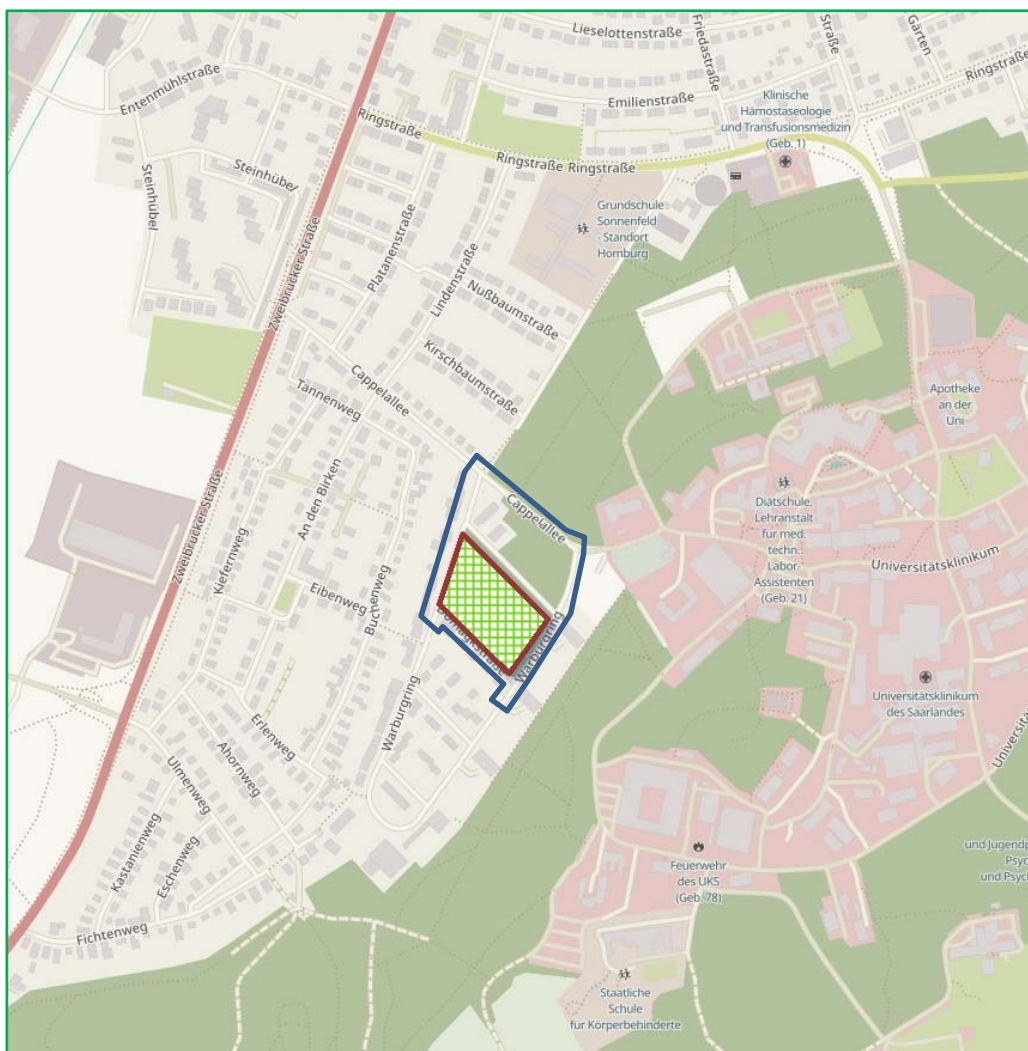 Lieselottenstraße
Friedastraße
Straße
Gärten
Ringstraße
Entenmühlstraße
Emilienstraße
Klinische
Hämostaseologie
und Transfusionsmedizin
(Geb. 1)
Ringstraße
Ringstraße Ringstraße
Steinhübel
Steinhübel
Grundschule
Sonnenfeld
- Standort
Homburg
Platanenstraße
Lindenstraße
Zweibrücker Straße
Nußbaumstraße
Kirschbaumstraße
Cappelallee
Tannenweg
Apotheke
an der
Uni
An den Birken
Zweibrücker Straße
Kiefernweg
Cappelallee
Diätschule,
Lehranstalt
für med.
techn.
Labor-
Assistenten
(Geb. 21)
Universitätsklinikum
Eibenweg
Buchenweg
Domagkstraße
Warburgring
Universitätsklinikum
des Saarlandes
Warburgring
Erlenweg
Ahornweg
Ulmenweg
Kastanienweg
Eschenweg
Fichtenweg
Feuerwehr
des UKS
(Geb. 78)
und Jugendp
Psyc
und Psych
Staatliche
Schule
für Körperbehinderte